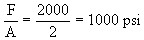 F/A = 2000/2 = 1000 psi